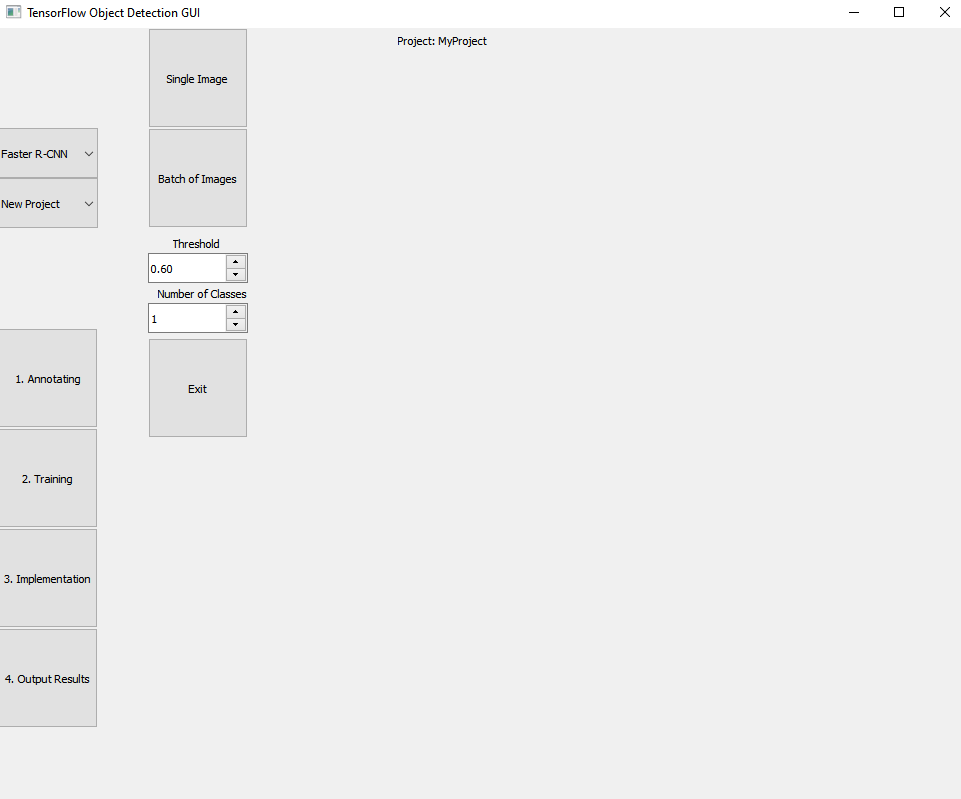 TensorFlow Object Detection GUI
Project: MyProject
Single Image
Faster R-CNN
Batch of Images
New Project
Threshold
0.60
Number of Classes
1
1. Annotating
Exit
2. Training
3. Implementation
4. Output Results